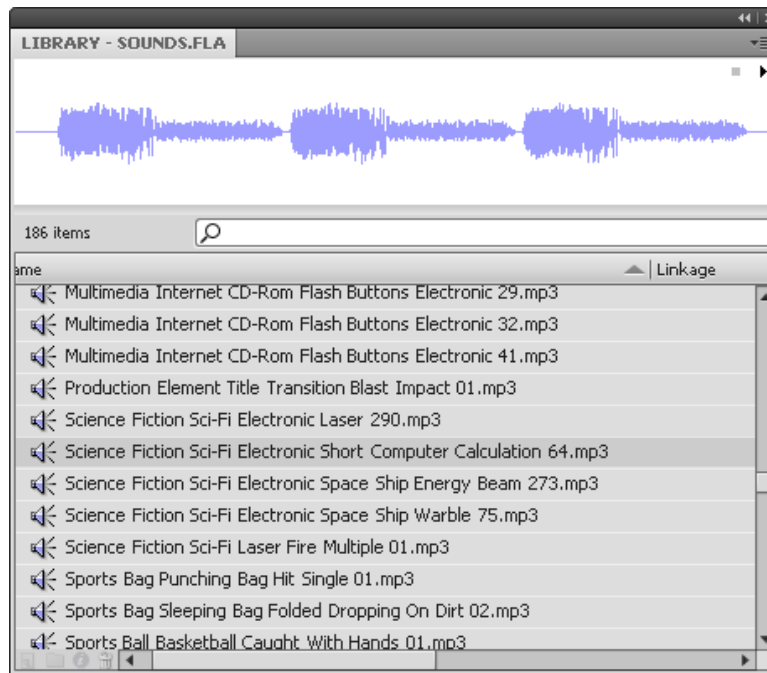 LIBRARY - SOUNDS.FLA
186 items
ame Linkage
Multimedia Internet CD-Rom Flash Buttons Electronic 29.mp3
Multimedia Internet CD-Rom Flash Buttons Electronic 32.mp3
Multimedia Internet CD-Rom Flash Buttons Electronic 41.mp3
Production Element Title Transition Blast Impact 01.mp3
Science Fiction Sci-Fi Electronic Laser 290.mp3
Science Fiction Sci-Fi Electronic Short Computer Calculation 64.mp3
Science Fiction Sci-Fi Electronic Space Ship Energy Beam 273.mp3
Science Fiction Sci-Fi Electronic Space Ship Warble 75.mp3
Science Fiction Sci-Fi Laser Fire Multiple 01.mp3
Sports Bag Punching Bag Hit Single 01.mp3
Sports Bag Sleeping Bag Folded Dropping On Dirt 02.mp3
Sports Ball Basketball Caught With Hands 01.mp3